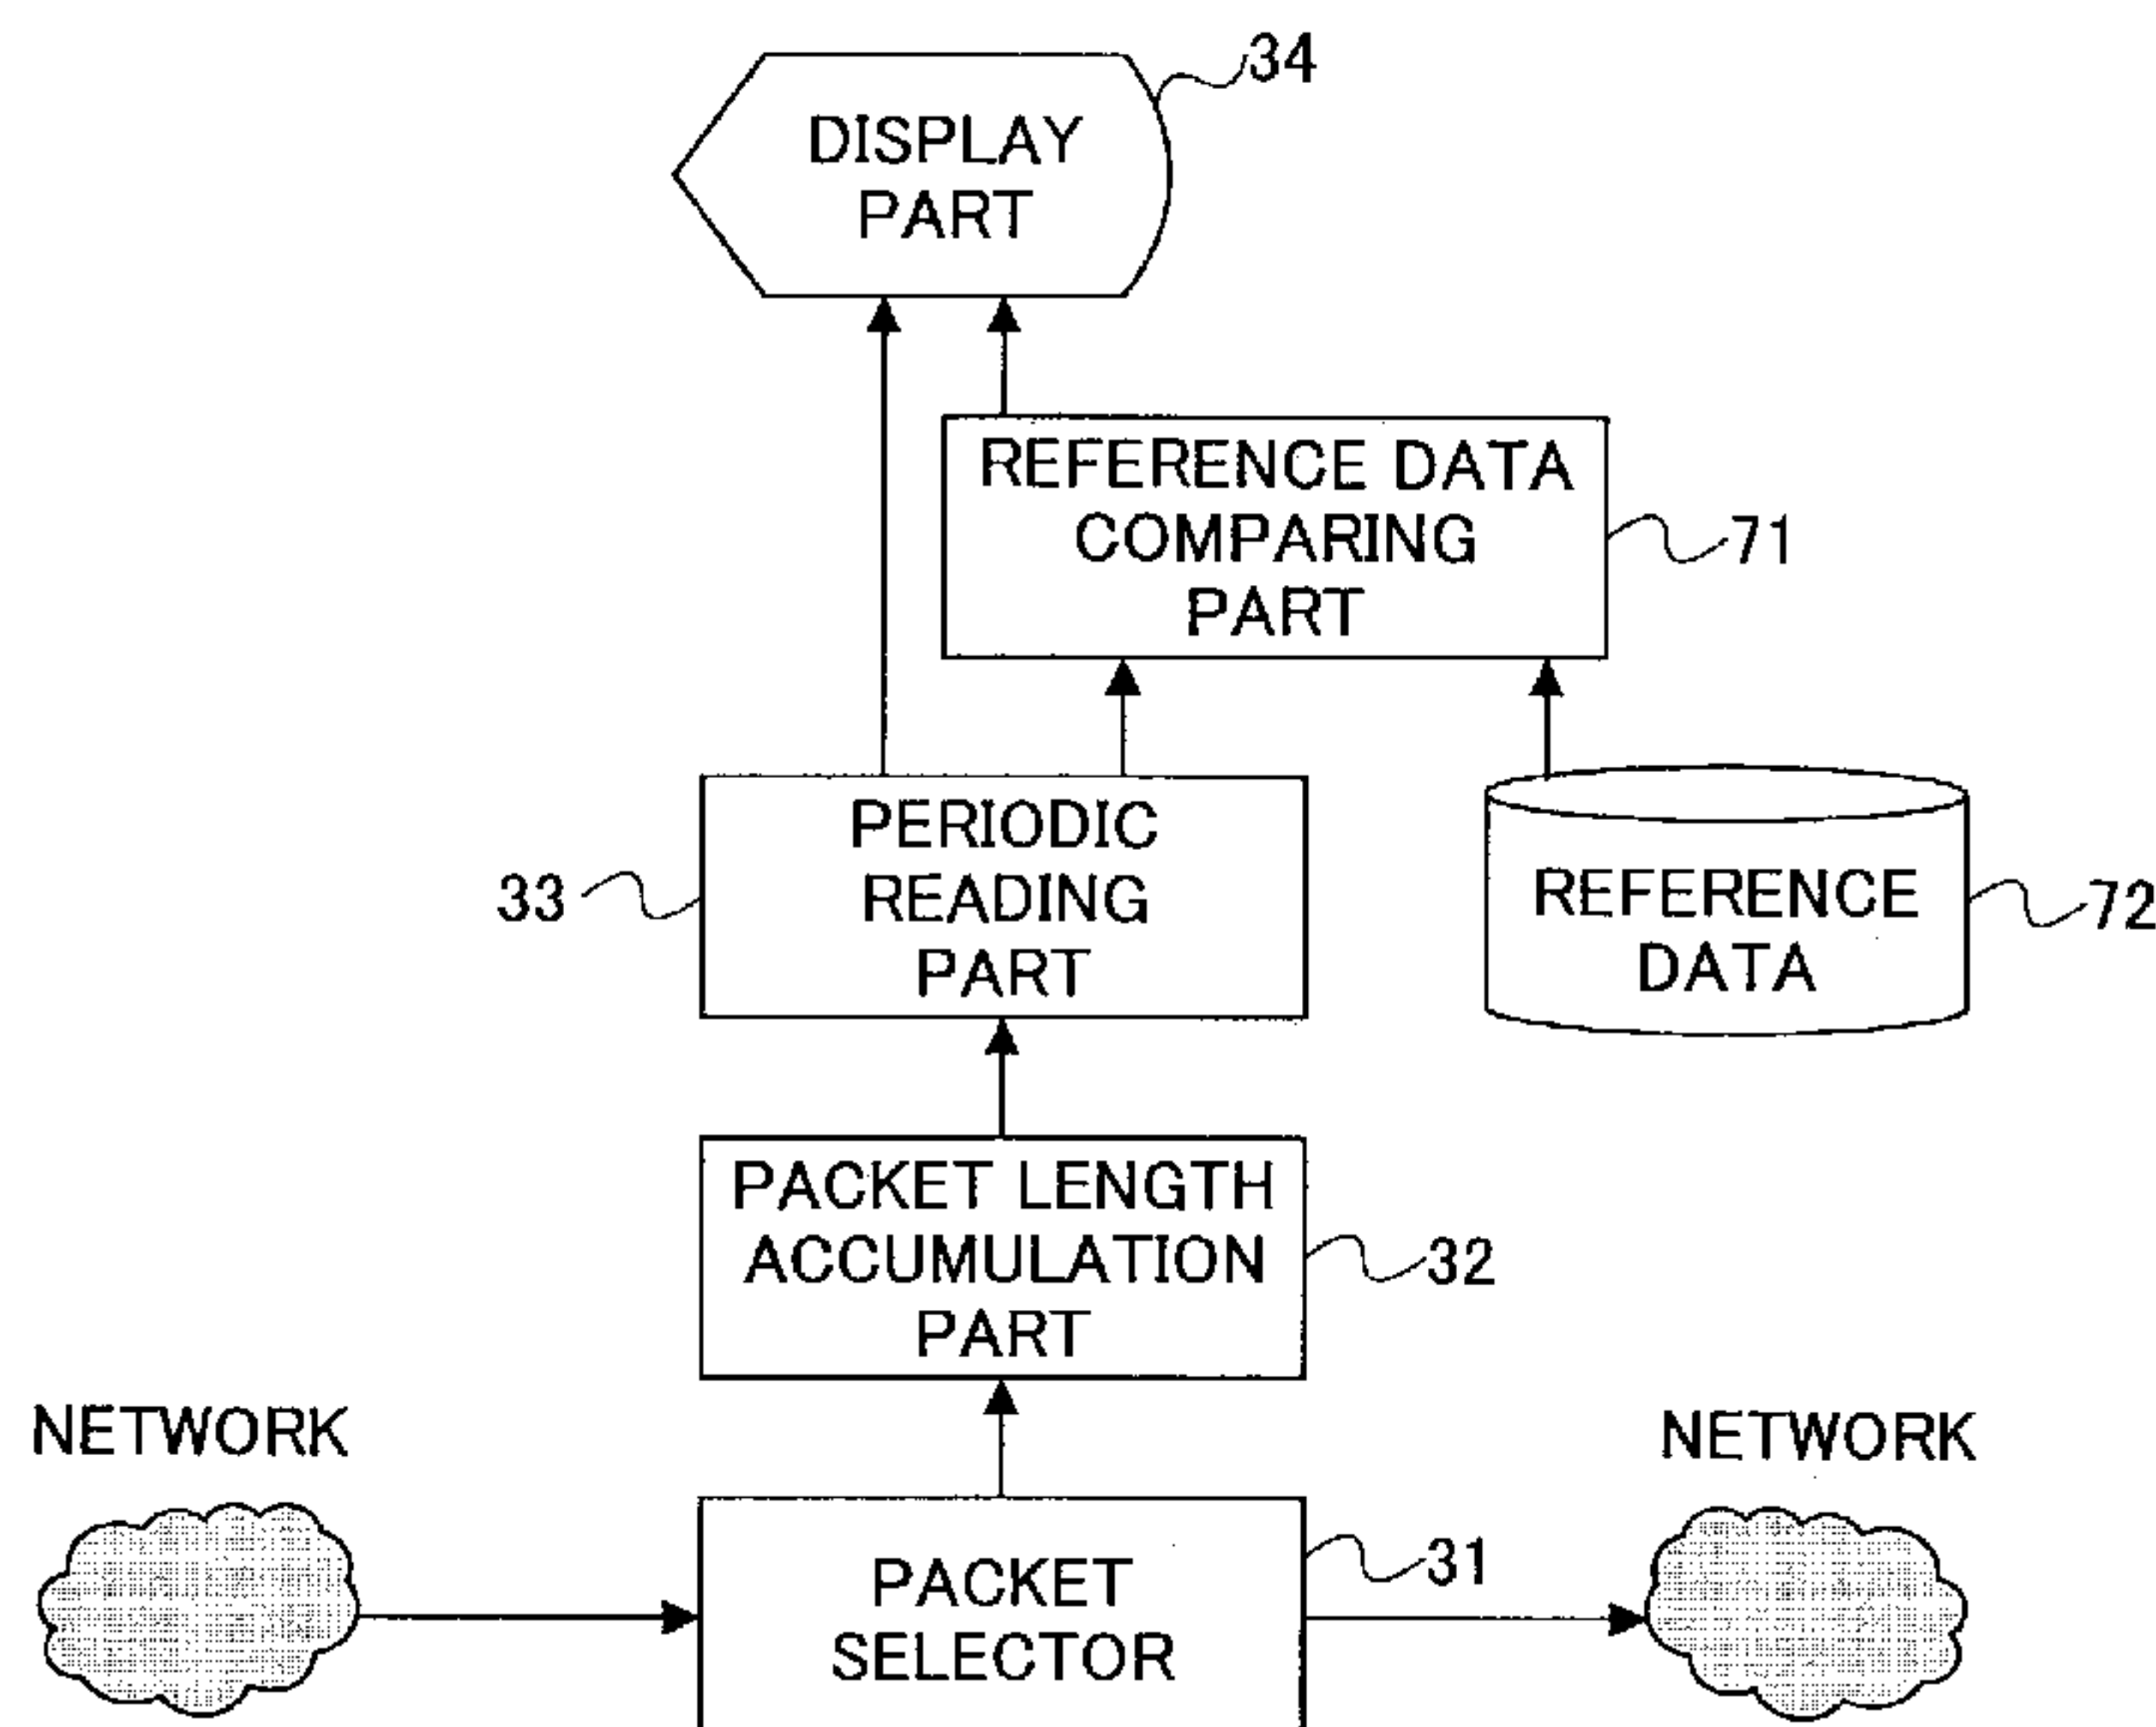 34
DISPLAY
PART
REFERENCE DATA
COMPARING
PART
71
PERIODIC
READING
PART
33
REFERENCE
DATA
72
PACKET LENGTH
ACCUMULATION
PART
32
NETWORK
NETWORK
PACKET
SELECTOR
31